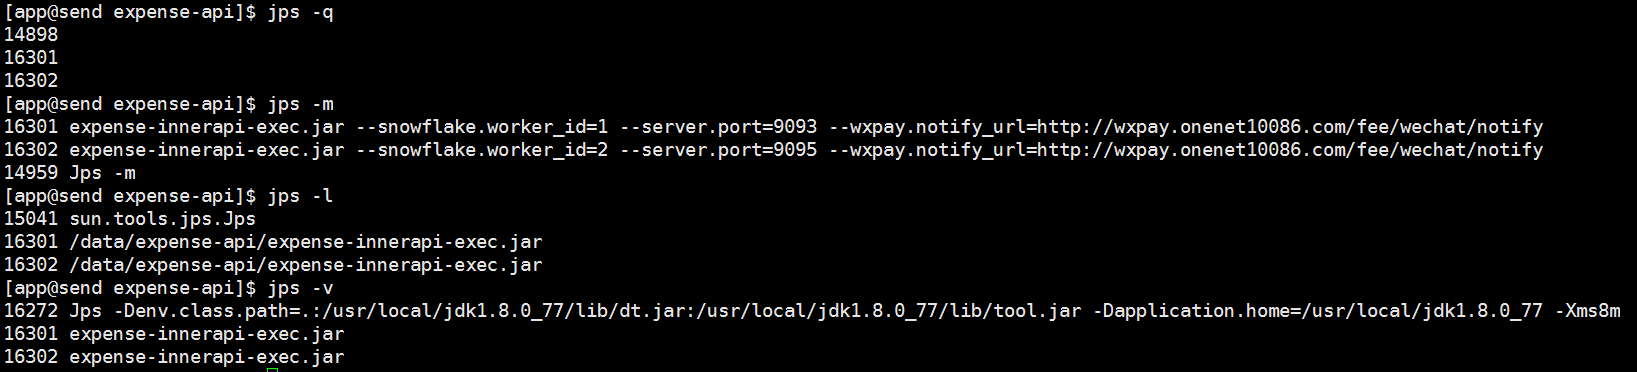 [app@send expense-api]$ jps -q
14898
16301
16302
[app@send expense-api]$ jps -m
16301 expense-innerapi-exec.jar --snowflake.worker_id=1 --server.port=9093 --wxpay.notify_url=http://wxpay.onenet10086.com/fee/wechat/notify
16302 expense-innerapi-exec.jar --snowflake.worker_id=2 --server.port=9095 --wxpay.notify_url=http://wxpay.onenet10086.com/fee/wechat/notify
14959 Jps -m
[app@send expense-api]$ jps -l
15041 sun.tools.jps.Jps
16301 /data/expense-api/expense-innerapi-exec.jar
16302 /data/expense-api/expense-innerapi-exec.jar
[app@send expense-api]$ jps -v
16272 Jps -Denv.class.path=.:/usr/local/jdk1.8.0_77/lib/dt.jar:/usr/local/jdk1.8.0_77/lib/tool.jar -Dapplication.home=/usr/local/jdk1.8.0_77 -Xms8m
16301 expense-innerapi-exec.jar
16302 expense-innerapi-exec.jar